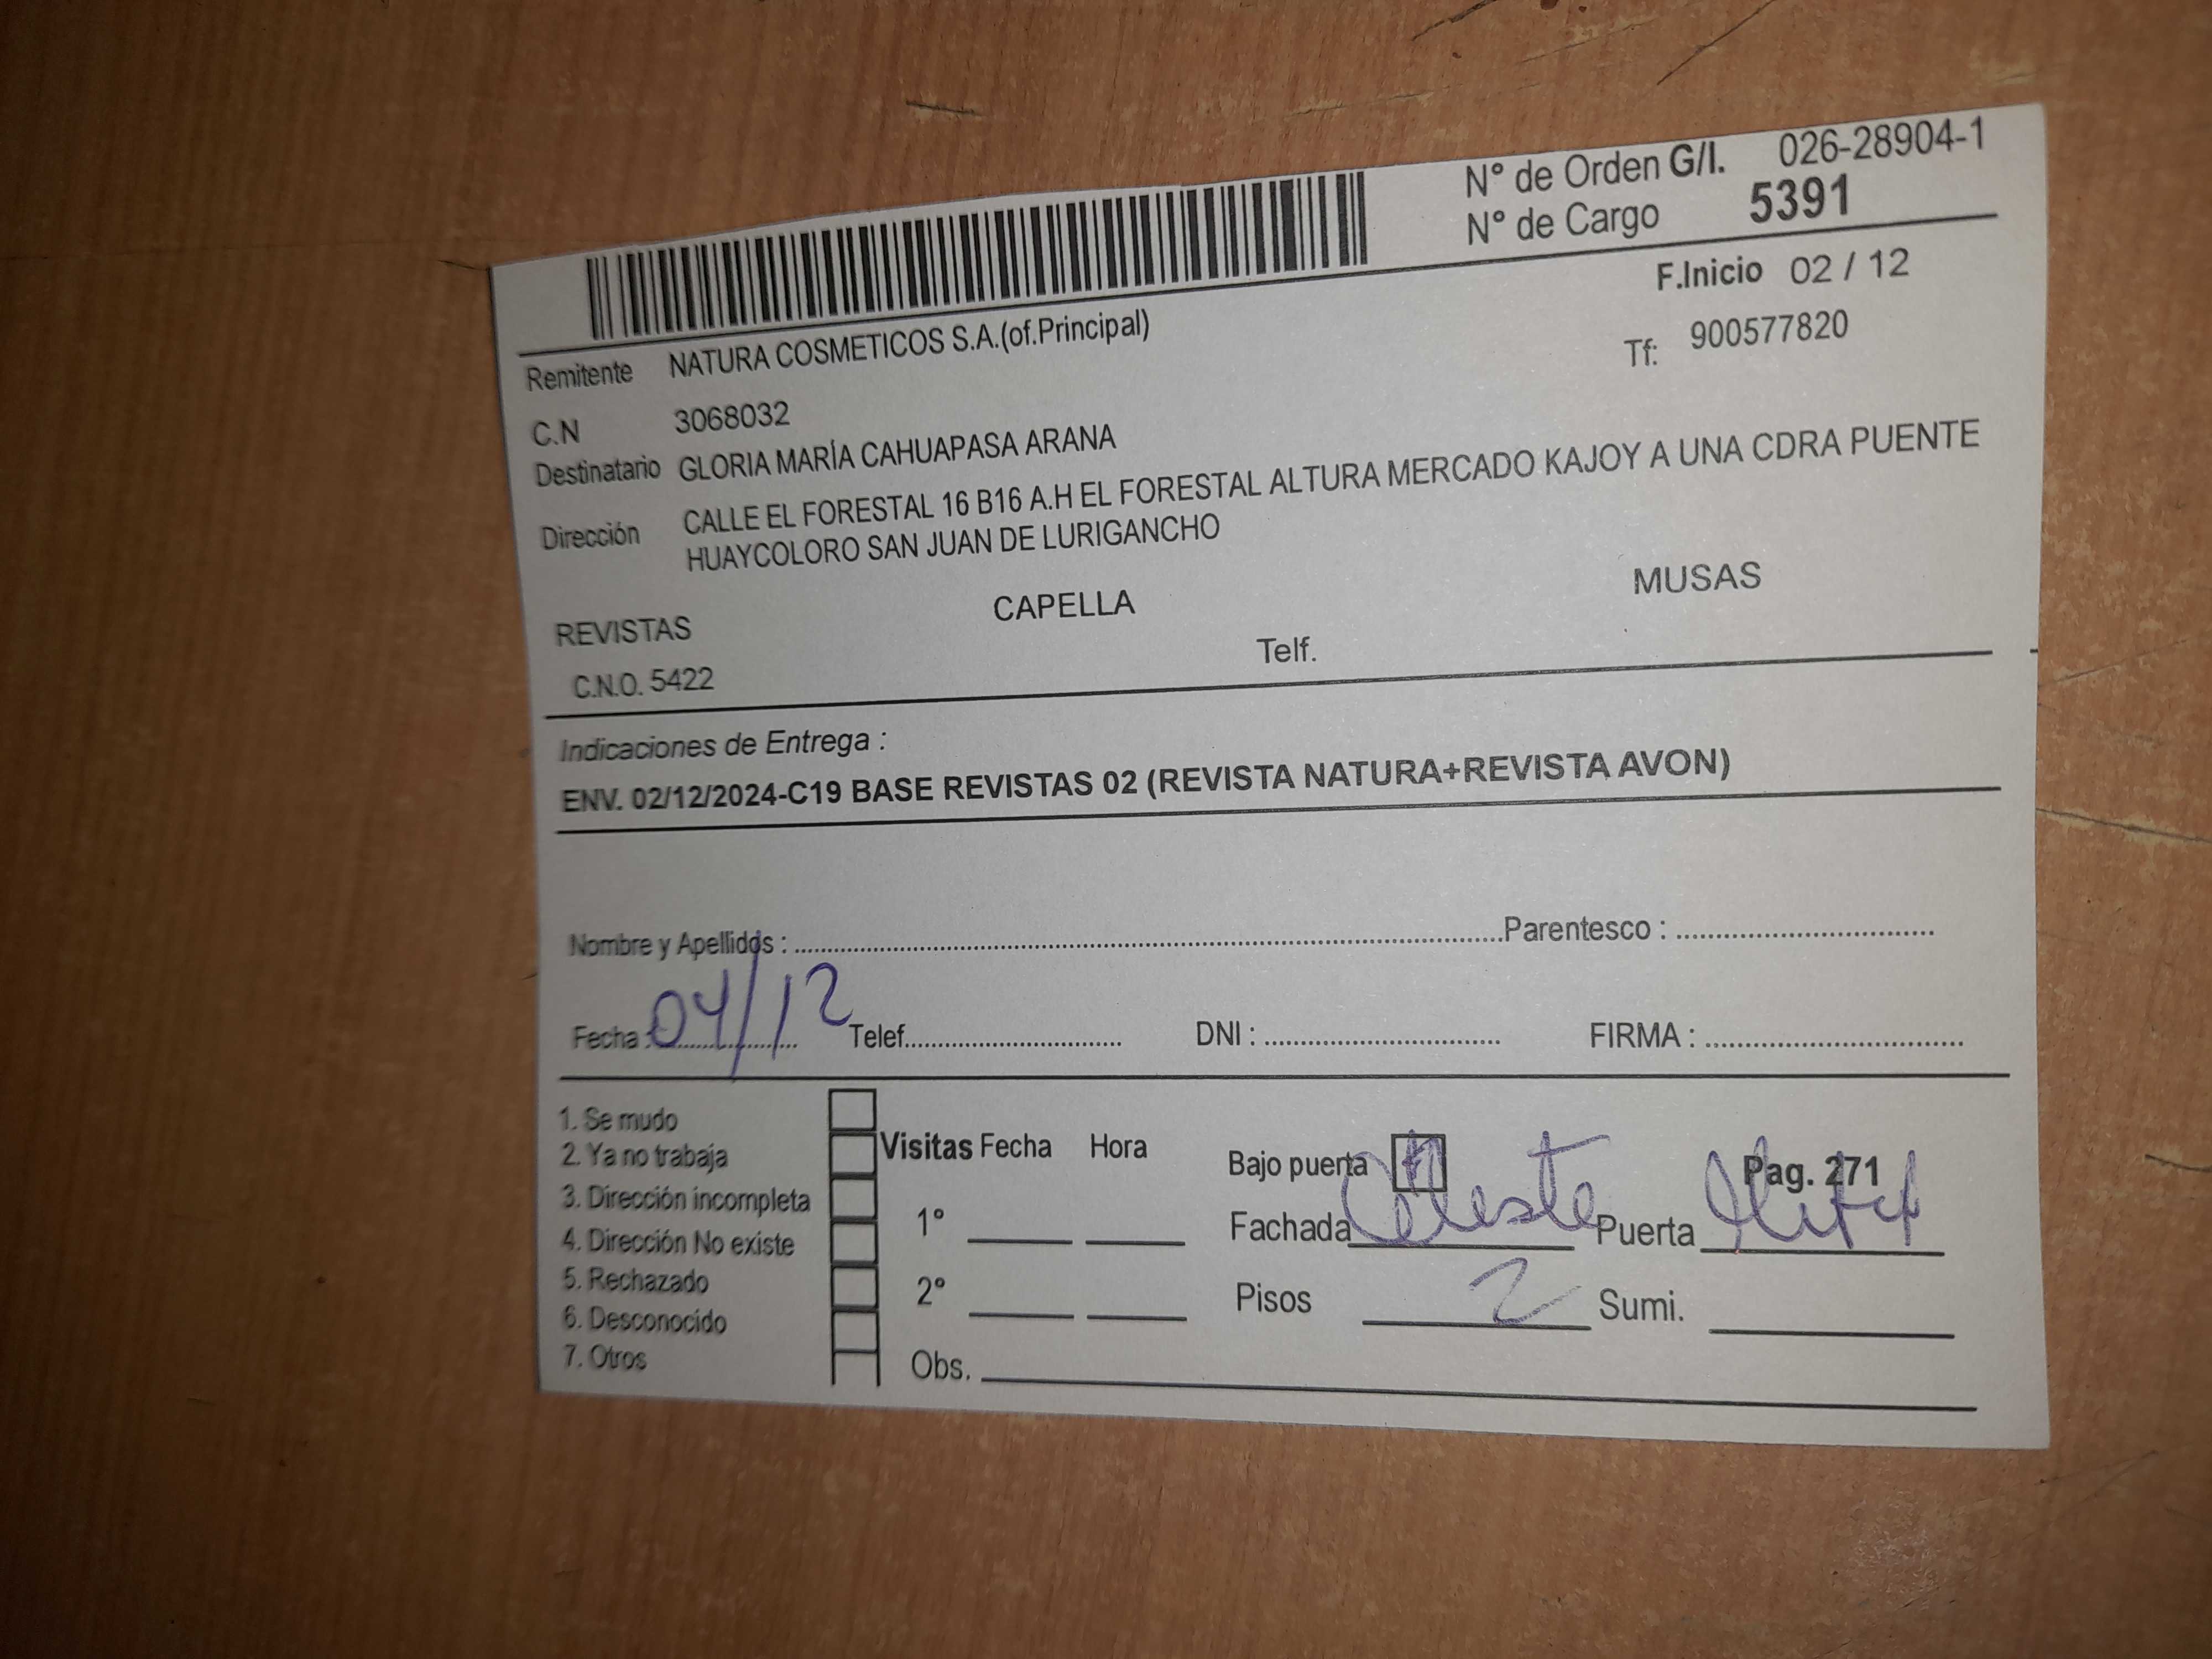 Nº de Orden G/I. 026-28904-1
Nº de Cargo 5391
F.Inicio 02 / 12
Remitente NATURA COSMETICOS S.A.(of.Principal)
Tf: 900577820
C.N 3068032
Destinatario GLORIA MARÍA CAHUAPASA ARANA
Dirección CALLE EL FORESTAL 16 B16 A.H EL FORESTAL ALTURA MERCADO KAJOY A UNA CDRA PUENTE
HUAYCOLORO SAN JUAN DE LURIGANCHO
REVISTAS CAPELLA MUSAS
C.N.O. 5422 Telf.
Indicaciones de Entrega :
ENV. 02/12/2024-C19 BASE REVISTAS 02 (REVISTA NATURA+REVISTA AVON)
Nombre y Apellidos : Parentesco :
Fecha : 04/12 Telef. DNI : FIRMA :
1. Se mudo
2. Ya no trabaja
3. Dirección incompleta
4. Dirección No existe
5. Rechazado
6. Desconocido
7. Otros
Visitas Fecha Hora
1º
2º
Obs.
Bajo puerta Pag. 271
Fachada Celeste Puerta
Pisos 2 Sumi.